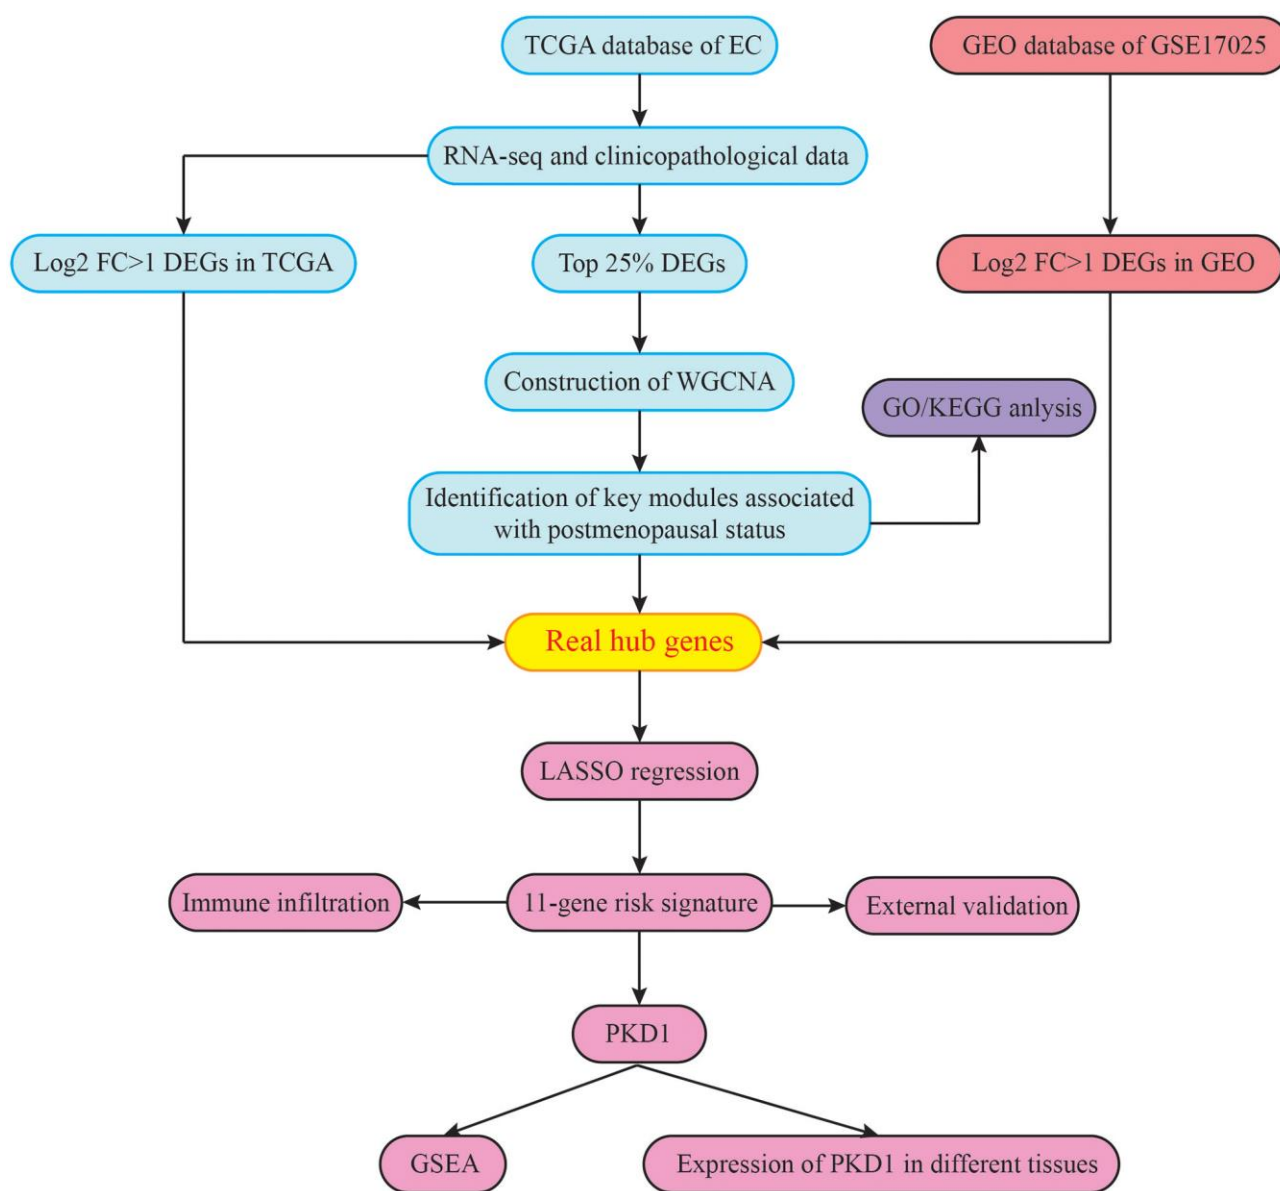 TCGA database of EC
GEO database of GSE17025
RNA-seq and clinicopathological data
Log2 FC>1 DEGs in TCGA
Top 25% DEGs
Log2 FC>1 DEGs in GEO
Construction of WGCNA
GO/KEGG anlysis
Identification of key modules associated
with postmenopausal status
Real hub genes
LASSO regression
Immune infiltration
11-gene risk signature
External validation
PKD1
GSEA
Expression of PKD1 in different tissues